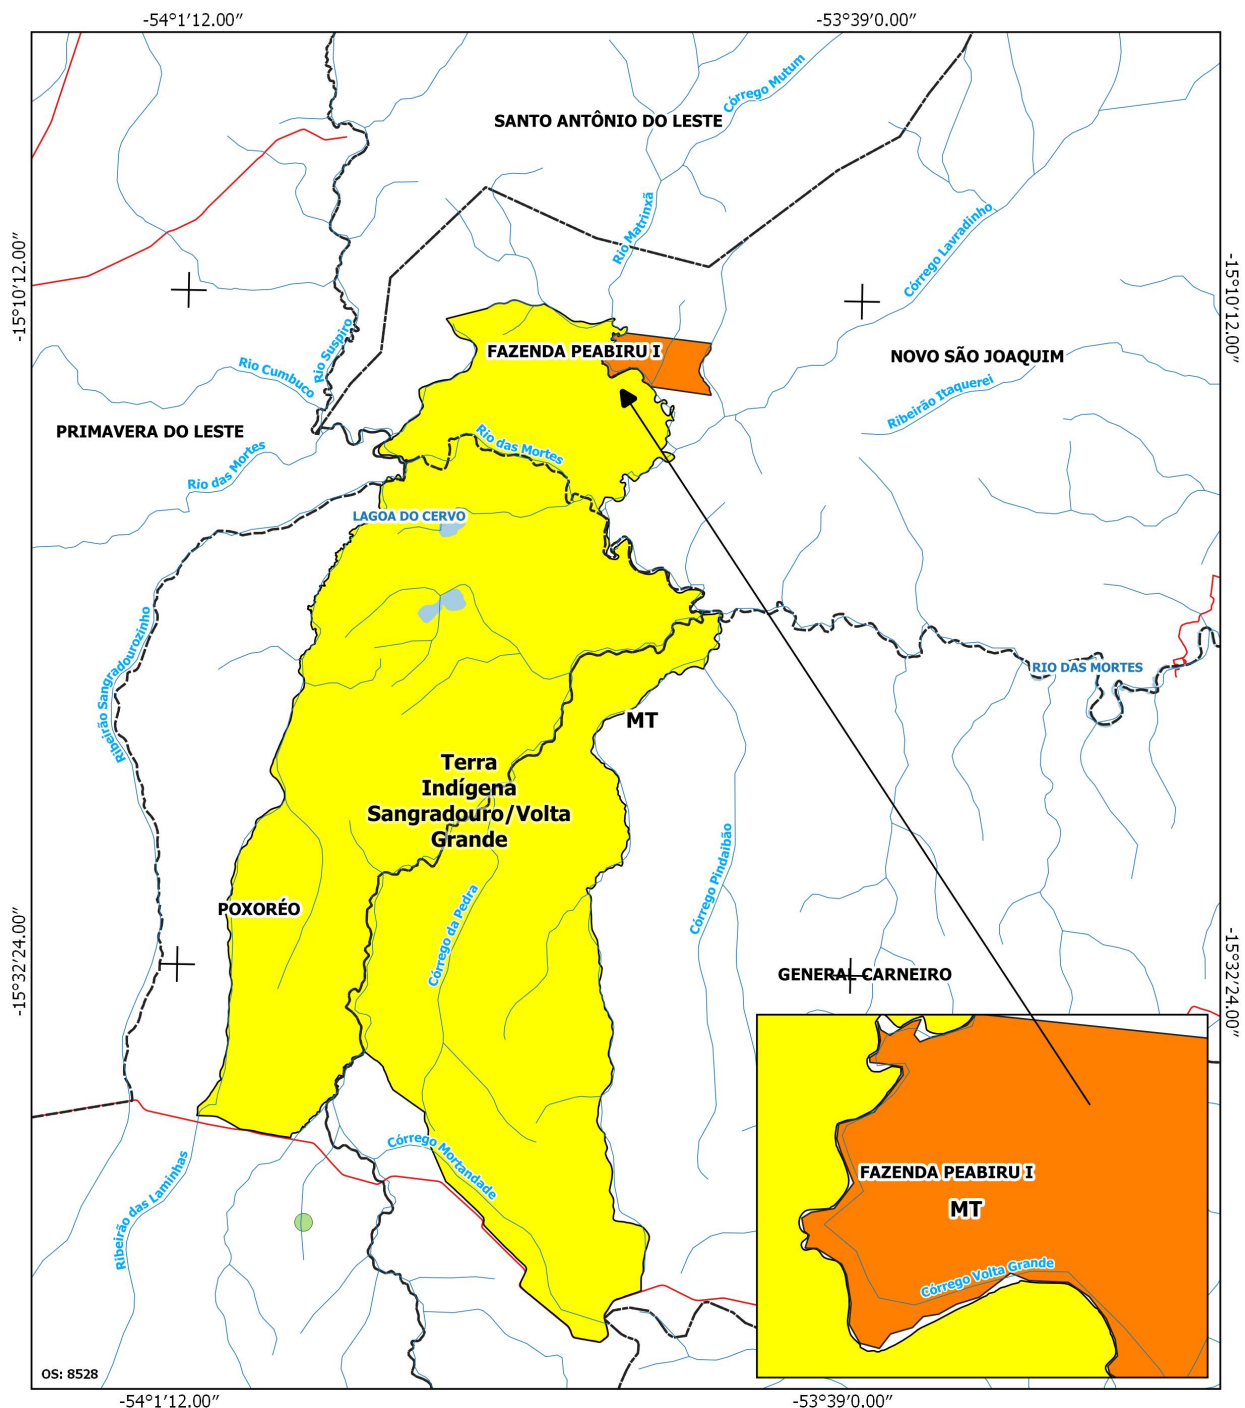 -54°1'12.00"
-53°39'0.00"
Córrego Mutum
SANTO ANTÔNIO DO LESTE
Rio Matrinxã
Córrego Lavradinho
-15°10'12.00"
-15°10'12.00"
Rio Suspiro
FAZENDA PEABIRU I
NOVO SÃO JOAQUIM
Rio Cumbuco
Ribeirão Itaquerei
PRIMAVERA DO LESTE
Rio das Mortes
Rio das Mortes
LAGOA DO CERVO
Ribeirão Sangradourozinho
RIO DAS MORTES
MT
Terra
Indígena
Sangradouro/Volta
Grande
Córrego Pindaibão
POXORÉO
Córrego da Pedra
-15°32'24.00"
-15°32'24.00"
GENERAL CARNEIRO
Córrego Mortandade
Ribeirão das Laminhas
FAZENDA PEABIRU I
MT
Córrego Volta Grande
OS: 8528
-54°1'12.00"
-53°39'0.00"